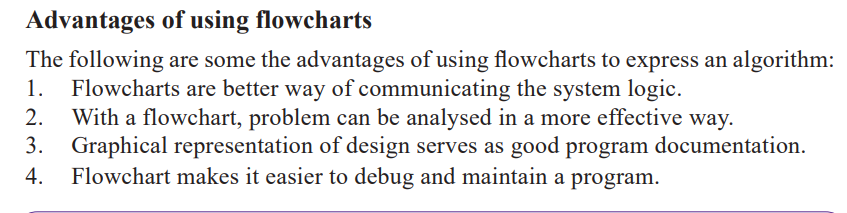 Advantages of using flowcharts
The following are some the advantages of using flowcharts to express an algorithm:
1. Flowcharts are better way of communicating the system logic.
2. With a flowchart, problem can be analysed in a more effective way.
3. Graphical representation of design serves as good program documentation.
4. Flowchart makes it easier to debug and maintain a program.